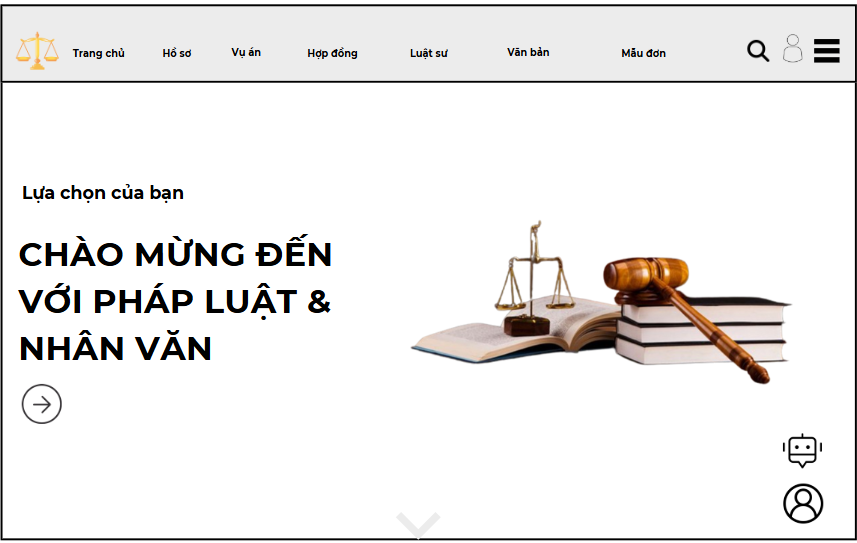 Trang chủ Hồ sơ Vụ án Hợp đồng Luật sư Văn bản Mẫu đơn
Lựa chọn của bạn
CHÀO MỪNG ĐẾN
VỚI PHÁP LUẬT &
NHÂN VĂN